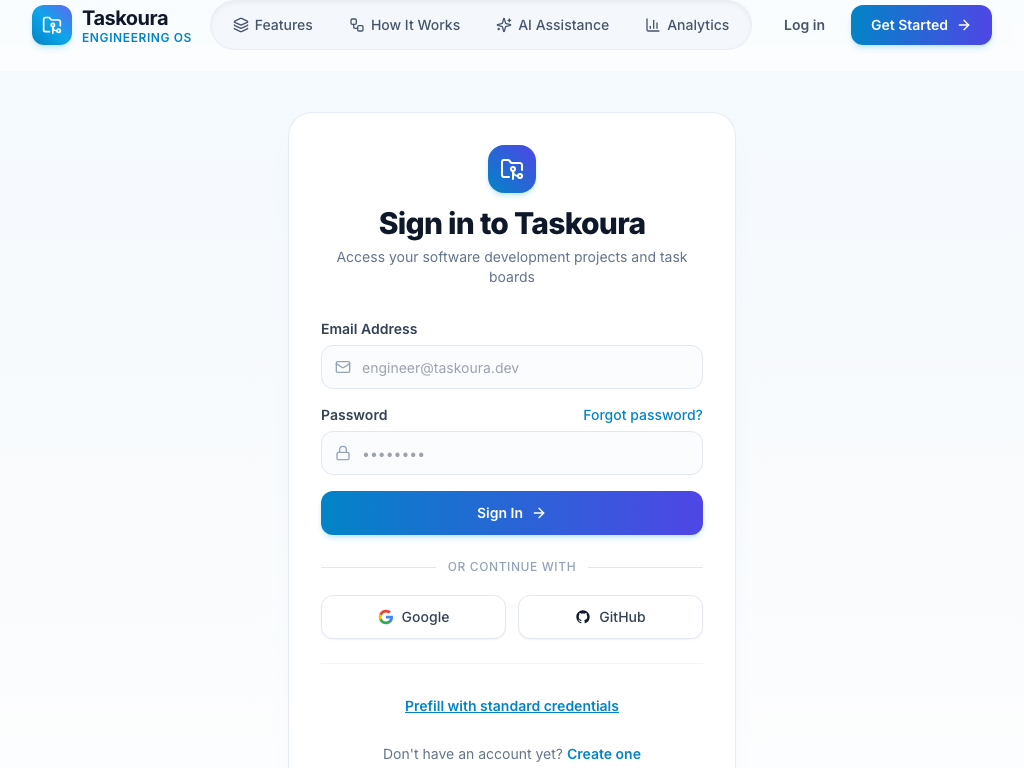 Taskoura
ENGINEERING OS
Features
How It Works
AI Assistance
Analytics
Log in
Get Started
Sign in to Taskoura
Access your software development projects and task
boards
Email Address
engineer@taskoura.dev
Password
Forgot password?
••••••••
Sign In
OR CONTINUE WITH
Google
GitHub
Prefill with standard credentials
Don't have an account yet? Create one